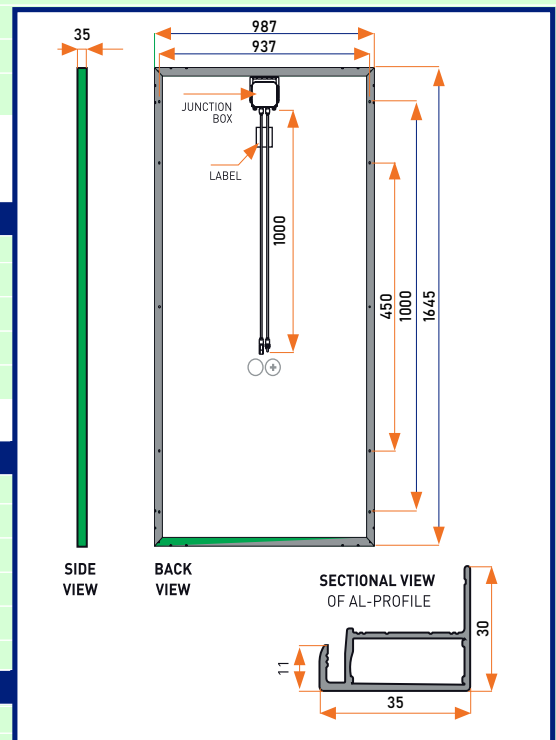 35
987
937
JUNCTION
BOX
LABEL
1000
450
1000
1645
SIDE
VIEW
BACK
VIEW
SECTIONAL VIEW
OF AL-PROFILE
11
30
35